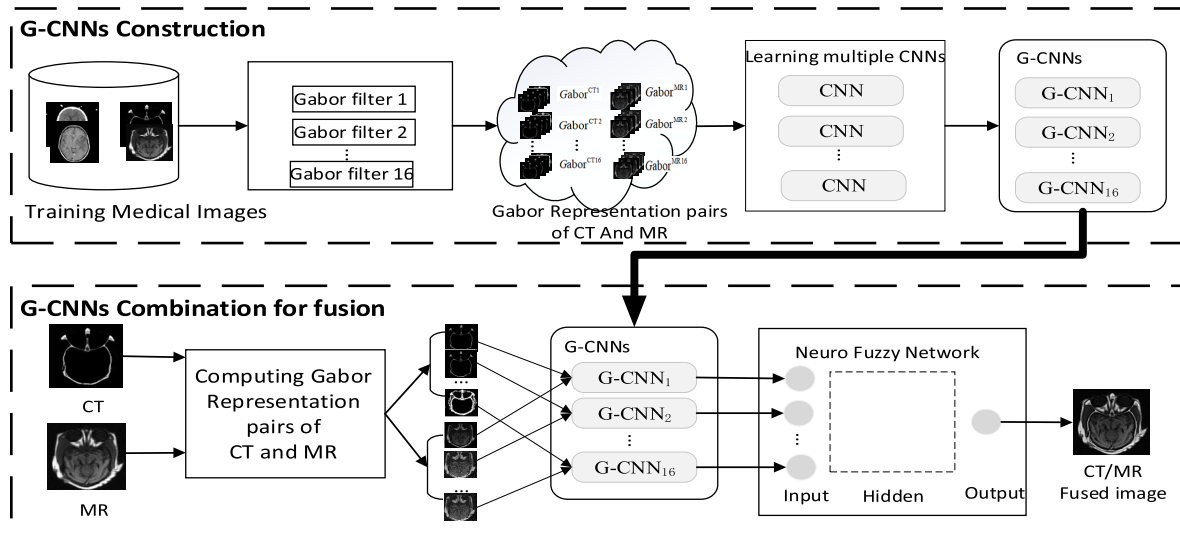 G-CNNs Construction
Training Medical Images
Gabor filter 1
Gabor filter 2
⋮
Gabor filter 16
Gabor^CT1 Gabor^MR1
Gabor^CT2 Gabor^MR2
⋮ ⋮
Gabor^CT16 Gabor^MR16
Gabor Representation pairs
of CT And MR
Learning multiple CNNs
CNN
CNN
⋮
CNN
G-CNNs
G-CNN₁
G-CNN₂
⋮
G-CNN₁₆
G-CNNs Combination for fusion
CT
MR
Computing Gabor
Representation
pairs of
CT and MR
...
...
G-CNNs
G-CNN₁
G-CNN₂
⋮
G-CNN₁₆
Neuro Fuzzy Network
⋮
Input Hidden Output
CT/MR
Fused image